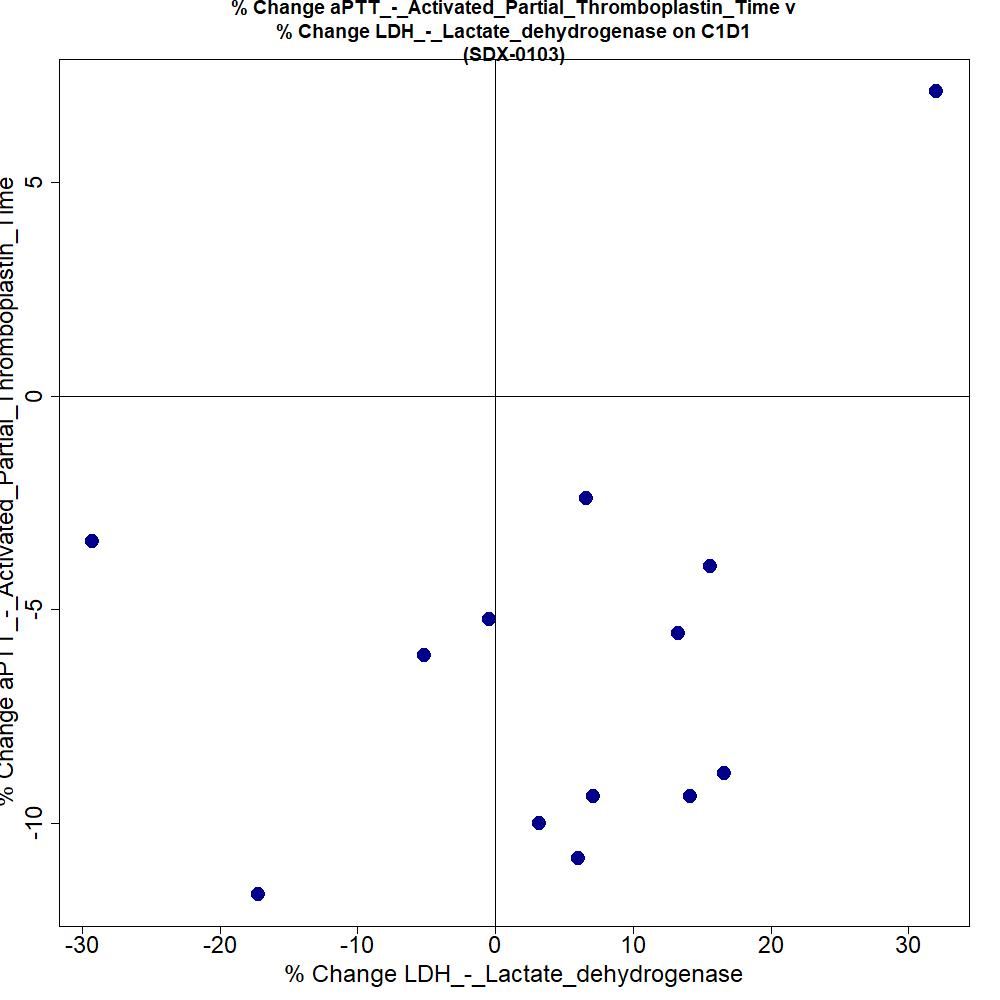 % Change aPTT_-_Activated_Partial_Thromboplastin_Time v
% Change LDH_-_Lactate_dehydrogenase on C1D1
(SDX-0103)
% Change aPTT_-_Activated_Partial_Thromboplastin_Time
5
0
-5
-10
-30
-20
-10
0
10
20
30
% Change LDH_-_Lactate_dehydrogenase